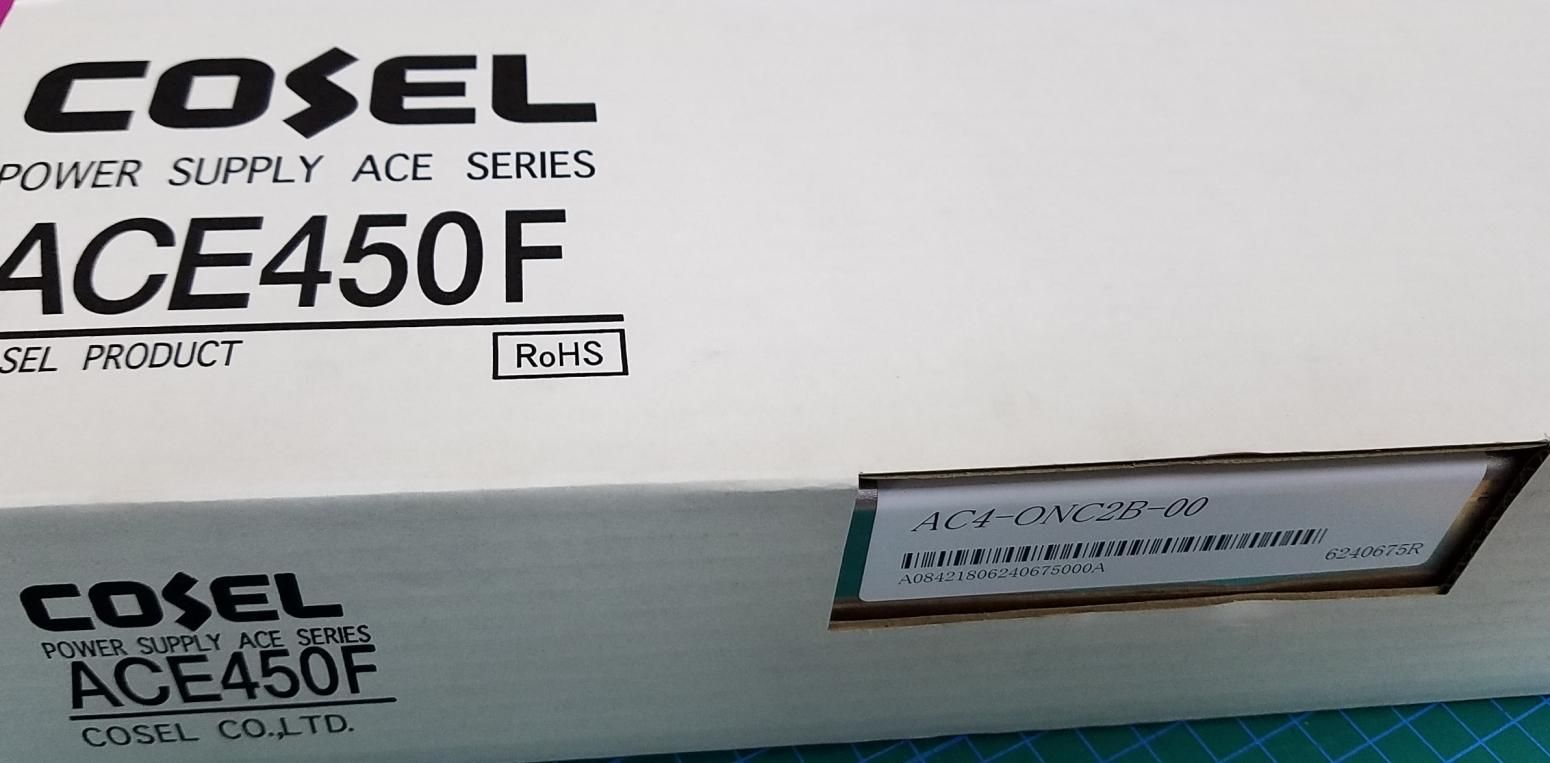 COSEL
POWER SUPPLY ACE SERIES
ACE450F
SEL PRODUCT
RoHS
AC4-ONC2B-00
6240675R
A08421806240675000A
COSEL
POWER SUPPLY ACE SERIES
ACE450F
COSEL CO.,LTD.